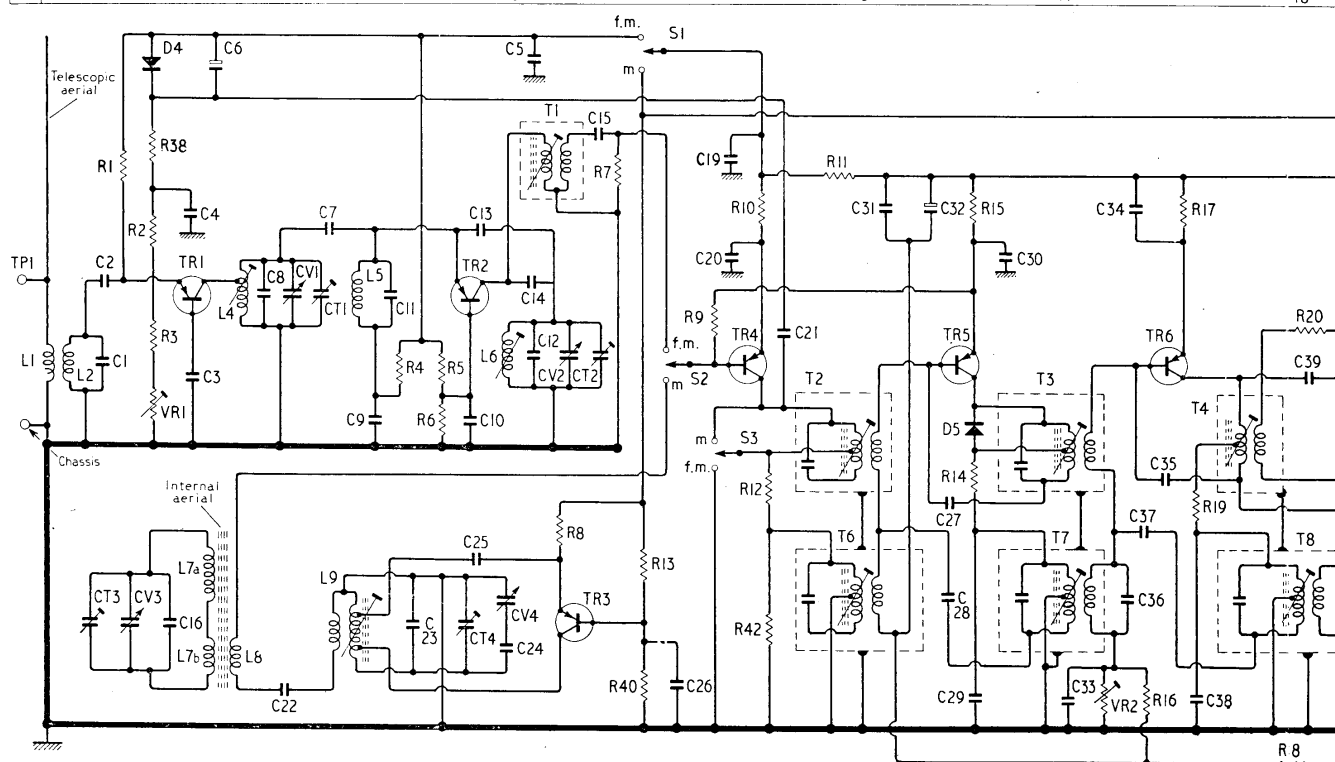 f.m.
S1
m
D4
C6
C5
Telescopic
aerial
T1
C15
R7
R1
R38
C4
R2
C7
C13
C19
R11
R10
C31
C32
R15
C34
R17
C20
C30
TP1
C2
TR1
L4
C8
CV1
CT1
L5
C11
TR2
C14
R9
TR4
C21
TR5
TR6
R20
C39
L1
L2
C1
R3
C3
VR1
R4
R5
R6
C9
C10
L6
C12
CV2
CT2
f.m.
S2
m
T2
T3
T4
D5
m
S3
f.m.
Chassis
R12
R14
C27
C35
R19
C37
Internal
aerial
L7a
L7b
L8
CT3
CV3
C16
C22
L9
C25
R8
R13
C
23
CT4
CV4
C24
TR3
R40
C26
R42
T6
C
28
T7
C36
T8
C29
C33
VR2
R16
C38
R8